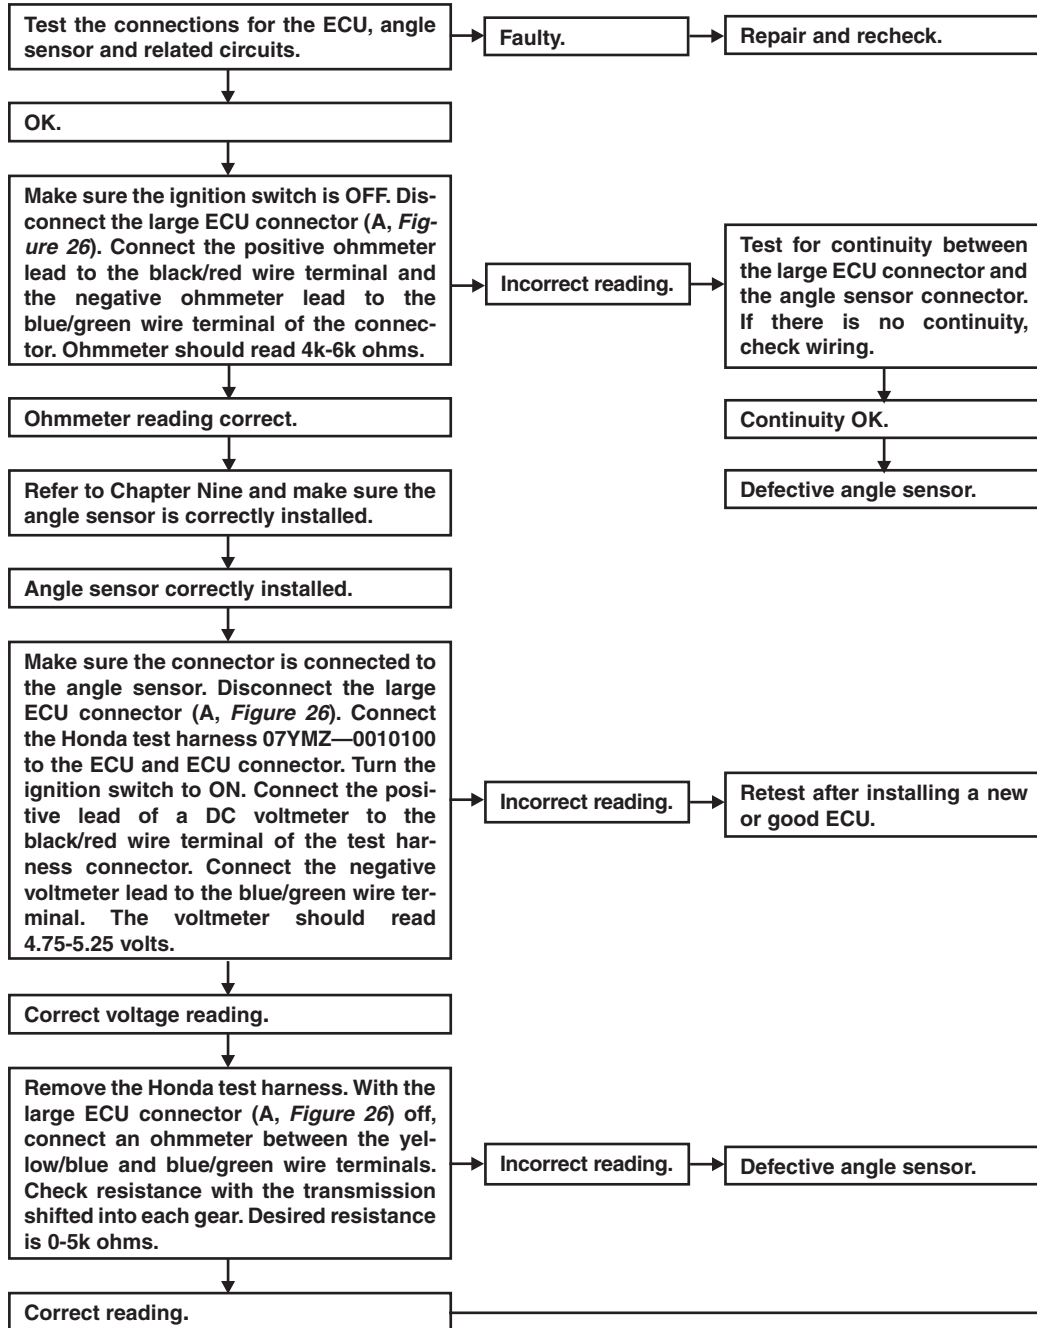 Test the connections for the ECU, angle
sensor and related circuits.
Faulty.
Repair and recheck.
OK.
Make sure the ignition switch is OFF. Dis-
connect the large ECU connector (A, Fig-
ure 26). Connect the positive ohmmeter
lead to the black/red wire terminal and
the negative ohmmeter lead to the
blue/green wire terminal of the connec-
tor. Ohmmeter should read 4k-6k ohms.
Incorrect reading.
Test for continuity between
the large ECU connector and
the angle sensor connector.
If there is no continuity,
check wiring.
Ohmmeter reading correct.
Continuity OK.
Refer to Chapter Nine and make sure the
angle sensor is correctly installed.
Defective angle sensor.
Angle sensor correctly installed.
Make sure the connector is connected to
the angle sensor. Disconnect the large
ECU connector (A, Figure 26). Connect
the Honda test harness 07YMZ—0010100
to the ECU and ECU connector. Turn the
ignition switch to ON. Connect the posi-
tive lead of a DC voltmeter to the
black/red wire terminal of the test har-
ness connector. Connect the negative
voltmeter lead to the blue/green wire ter-
minal. The voltmeter should read
4.75-5.25 volts.
Incorrect reading.
Retest after installing a new
or good ECU.
Correct voltage reading.
Remove the Honda test harness. With the
large ECU connector (A, Figure 26) off,
connect an ohmmeter between the yel-
low/blue and blue/green wire terminals.
Check resistance with the transmission
shifted into each gear. Desired resistance
is 0-5k ohms.
Incorrect reading.
Defective angle sensor.
Correct reading.